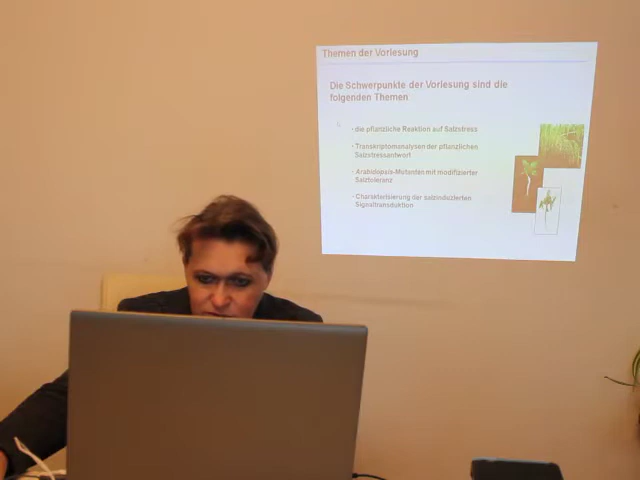 Themen der Vorlesung
Die Schwerpunkte der Vorlesung sind die
folgenden Themen
- die pflanzliche Reaktion auf Salzstress
- Transkriptomanalysen der pflanzlichen
Salzstressantwort
- Arabidopsis-Mutanten mit modifizierter
Salztoleranz
- Charakterisierung der salzinduzierten
Signaltransduktion